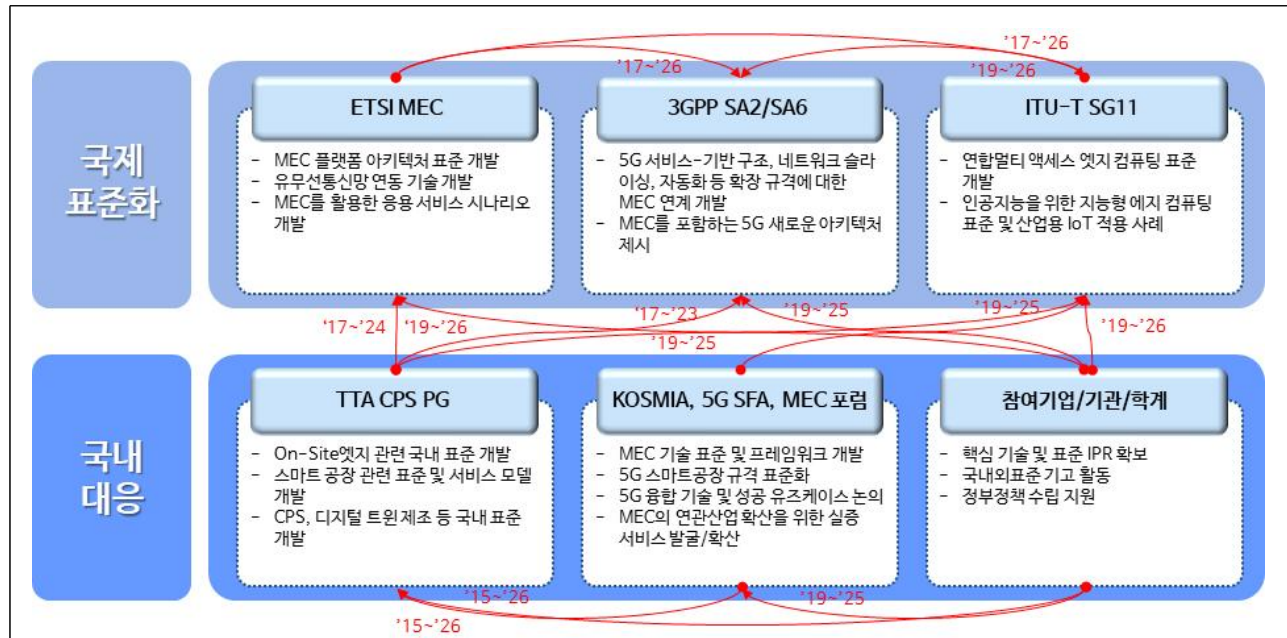 '17~'26
'17~'26
'19~'26
국제
표준화
ETSI MEC
- MEC 플랫폼 아키텍처 표준 개발
- 유무선통신망 연동 기술 개발
- MEC를 활용한 응용 서비스 시나리오
개발
3GPP SA2/SA6
- 5G 서비스-기반 구조, 네트워크 슬라
이싱, 자동화 등 확장 규격에 대한
MEC 연계 개발
- MEC를 포함하는 5G 새로운 아키텍처
제시
ITU-T SG11
- 연합멀티 액세스 엣지 컴퓨팅 표준
개발
- 인공지능을 위한 지능형 에지 컴퓨팅
표준 및 산업용 IoT 적용 사례
'17~'24
'19~'26
'17~'23
'19~'25
'19~'25
'19~'25
'19~'26
국내
대응
TTA CPS PG
- On-Site엣지 관련 국내 표준 개발
- 스마트 공장 관련 표준 및 서비스 모델
개발
- CPS, 디지털 트윈 제조 등 국내 표준
개발
KOSMIA, 5G SFA, MEC 포럼
- MEC 기술 표준 및 프레임워크 개발
- 5G 스마트공장 규격 표준화
- 5G 융합 기술 및 성공 유즈케이스 논의
- MEC의 연관산업 확산을 위한 실증
서비스 발굴/확산
참여기업/기관/학계
- 핵심 기술 및 표준 IPR 확보
- 국내외표준 기고 활동
- 정부정책 수립 지원
'15~'26
'19~'25
'15~'26